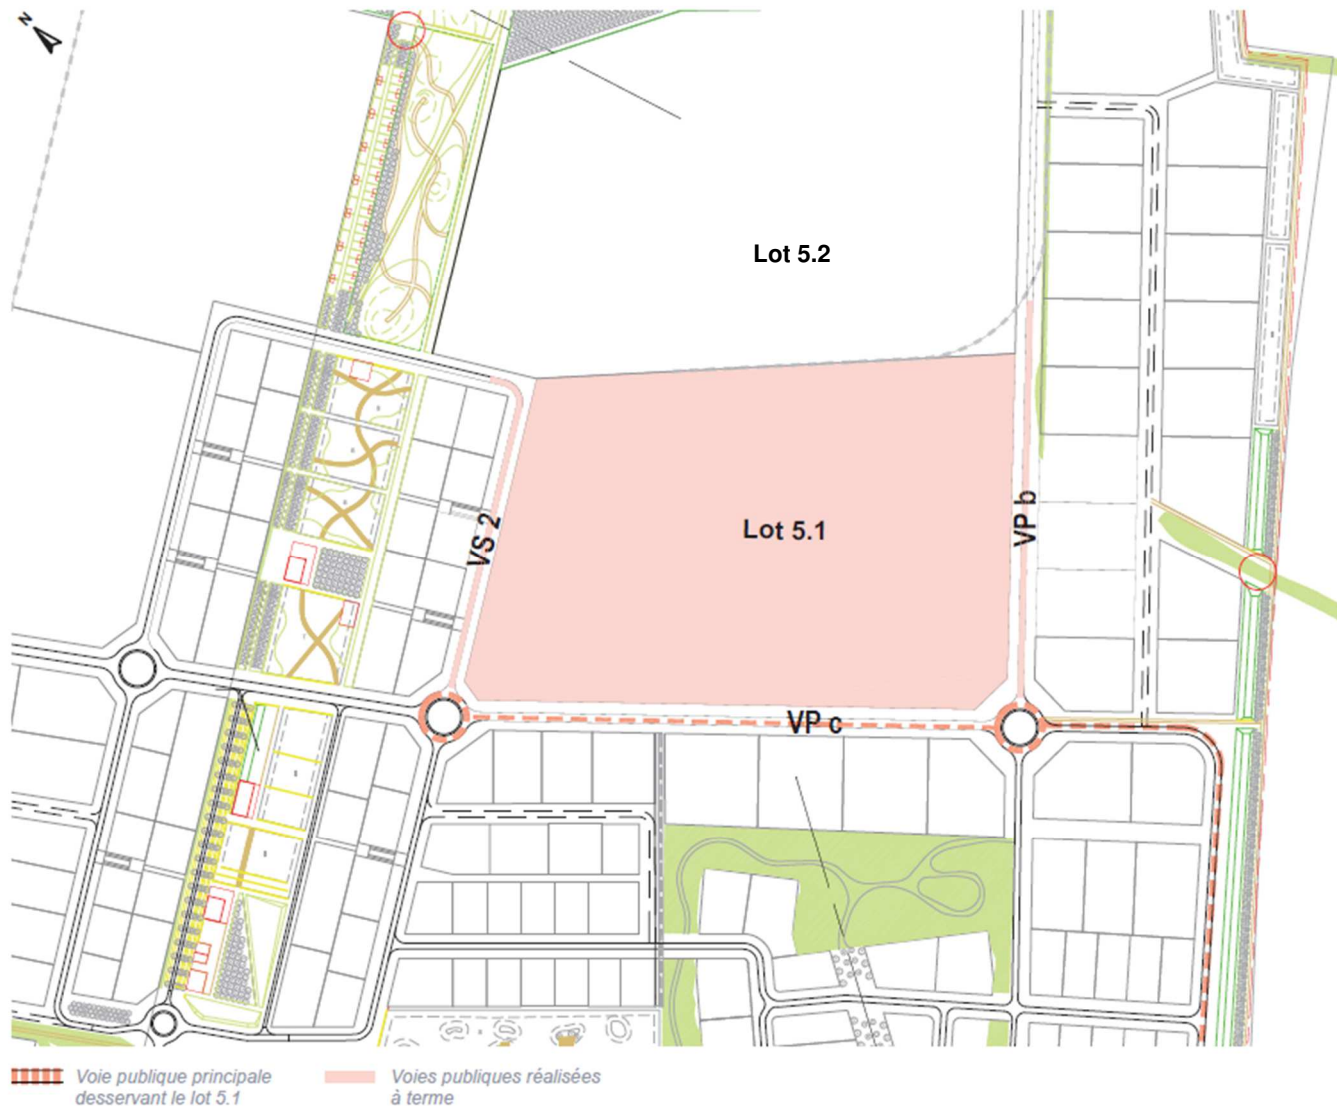 N
Lot 5.2
Lot 5.1
VS 2
VP b
VP c
Voie publique principale
desservant le lot 5.1
Voies publiques réalisées
à terme